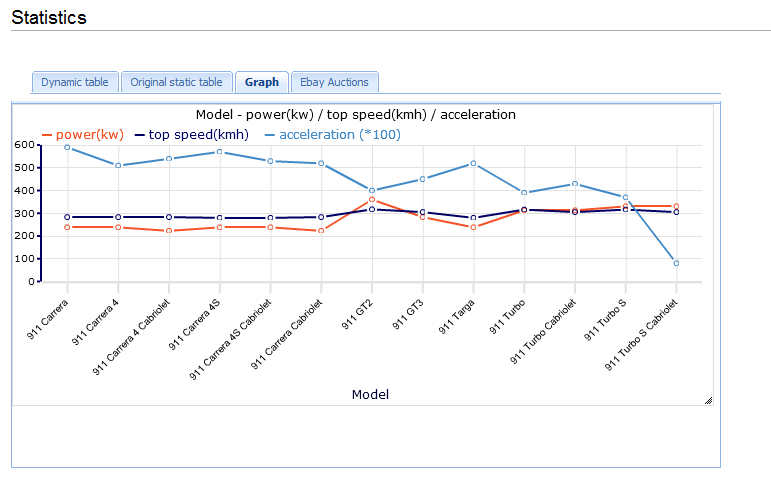 Statistics
Dynamic table Original static table Graph Ebay Auctions
Model - power(kw) / top speed(kmh) / acceleration
power(kw) top speed(kmh) acceleration (*100)
600
500
400
300
200
100
0
911 Carrera
911 Carrera 4
911 Carrera 4 Cabriolet
911 Carrera 4S
911 Carrera 4S Cabriolet
911 Carrera Cabriolet
911 GT2
911 GT3
911 Targa
911 Turbo
911 Turbo Cabriolet
911 Turbo S
911 Turbo S Cabriolet
Model